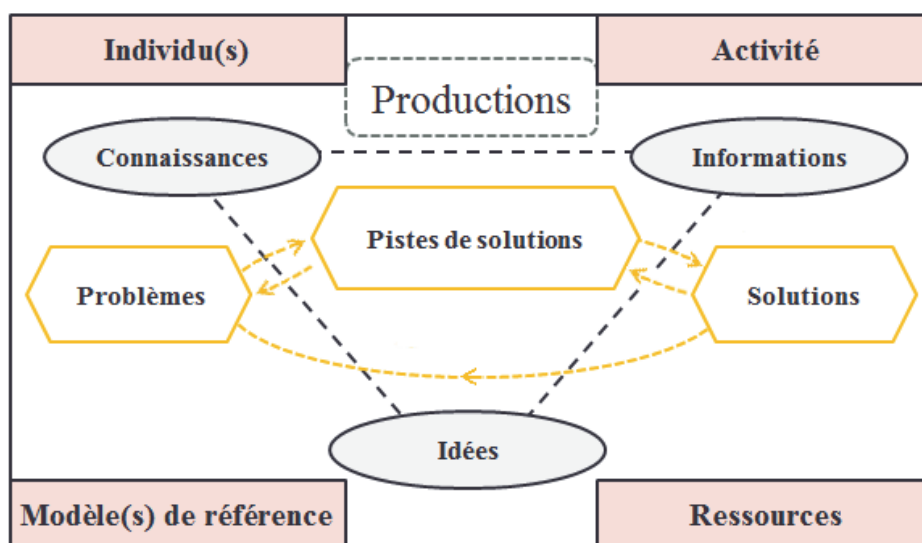 Individu(s)
Activité
Productions
Connaissances
Informations
Pistes de solutions
Problèmes
Solutions
Idées
Modèle(s) de référence
Ressources